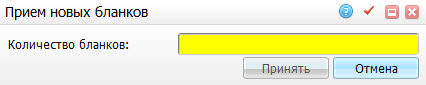 Прием новых бланков
Количество бланков:
Принять Отмена